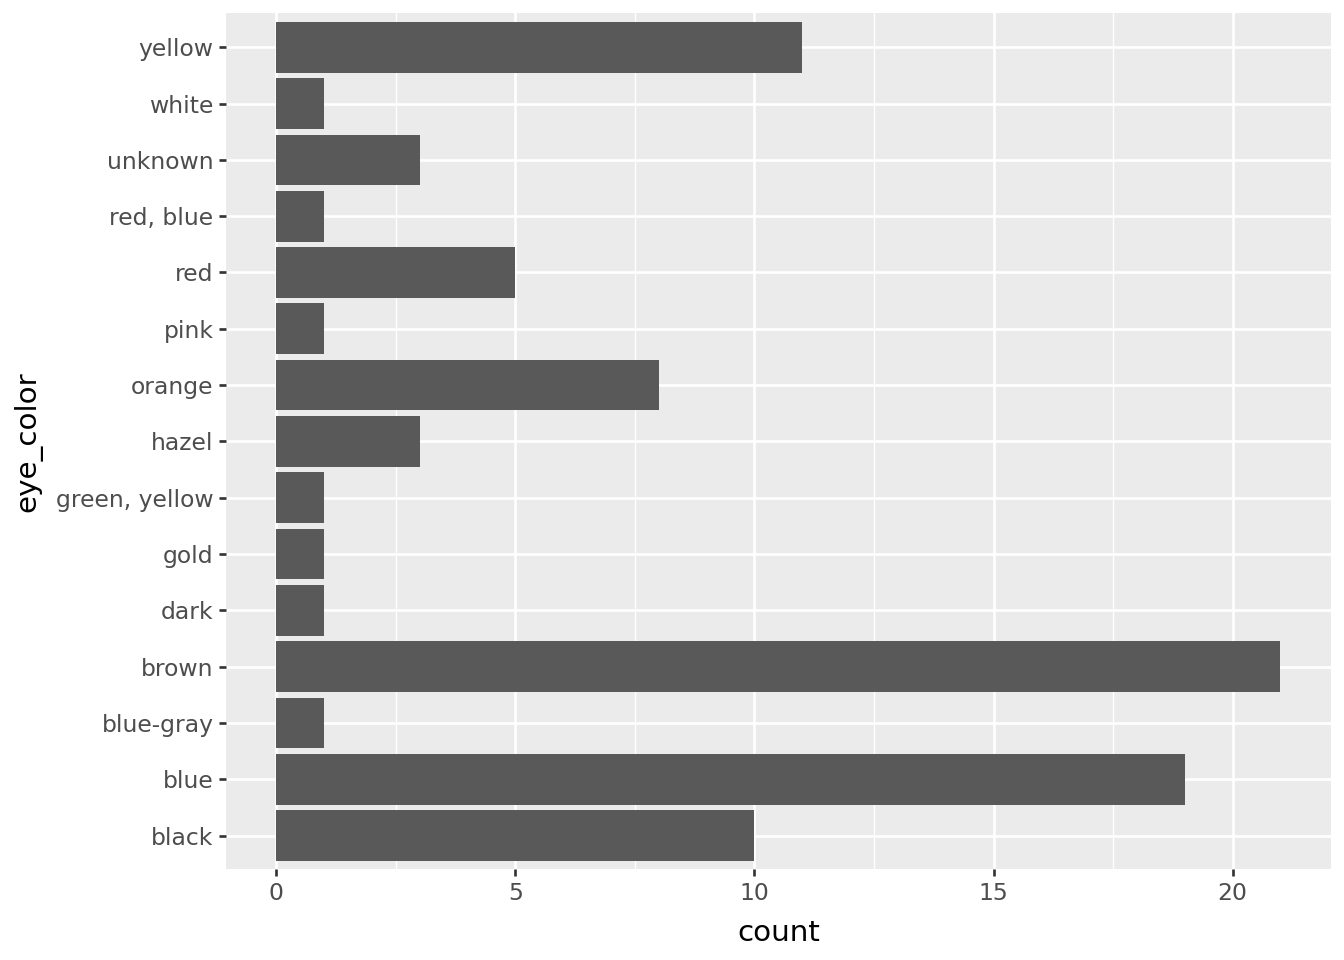 yellow
white
unknown
red, blue
red
pink
orange
hazel
green, yellow
gold
dark
brown
blue-gray
blue
black
eye_color
0 5 10 15 20
count